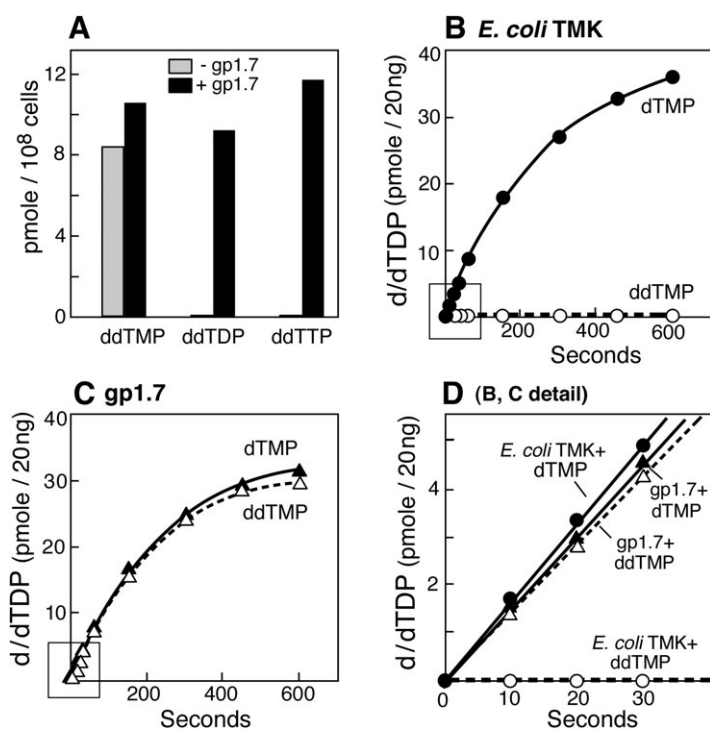 A
pmole / 10⁸ cells
12
8
4
0
- gp1.7
+ gp1.7
ddTMP ddTDP ddTTP
B E. coli TMK
d/dTDP (pmole / 20ng)
40
30
20
10
0
dTMP
ddTMP
200 400 600
Seconds
C gp1.7
d/dTDP (pmole / 20ng)
40
30
20
10
dTMP
ddTMP
200 400 600
Seconds
D (B, C detail)
d/dTDP (pmole / 20ng)
4
2
0
E. coli TMK+
dTMP
gp1.7+
dTMP
gp1.7+
ddTMP
E. coli TMK+
ddTMP
0 10 20 30
Seconds